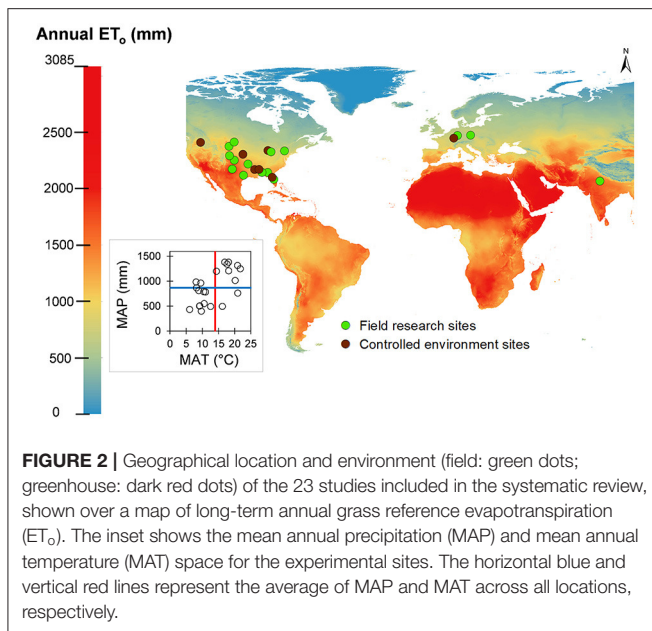 Annual ETo (mm)
3085
2500
2000
1500
1000
500
0
N
MAP (mm)
1500
1000
500
0
0 5 10 15 20 25
MAT (°C)
Field research sites
Controlled environment sites
FIGURE 2 | Geographical location and environment (field: green dots;
greenhouse: dark red dots) of the 23 studies included in the systematic review,
shown over a map of long-term annual grass reference evapotranspiration
(ETo). The inset shows the mean annual precipitation (MAP) and mean annual
temperature (MAT) space for the experimental sites. The horizontal blue and
vertical red lines represent the average of MAP and MAT across all locations,
respectively.